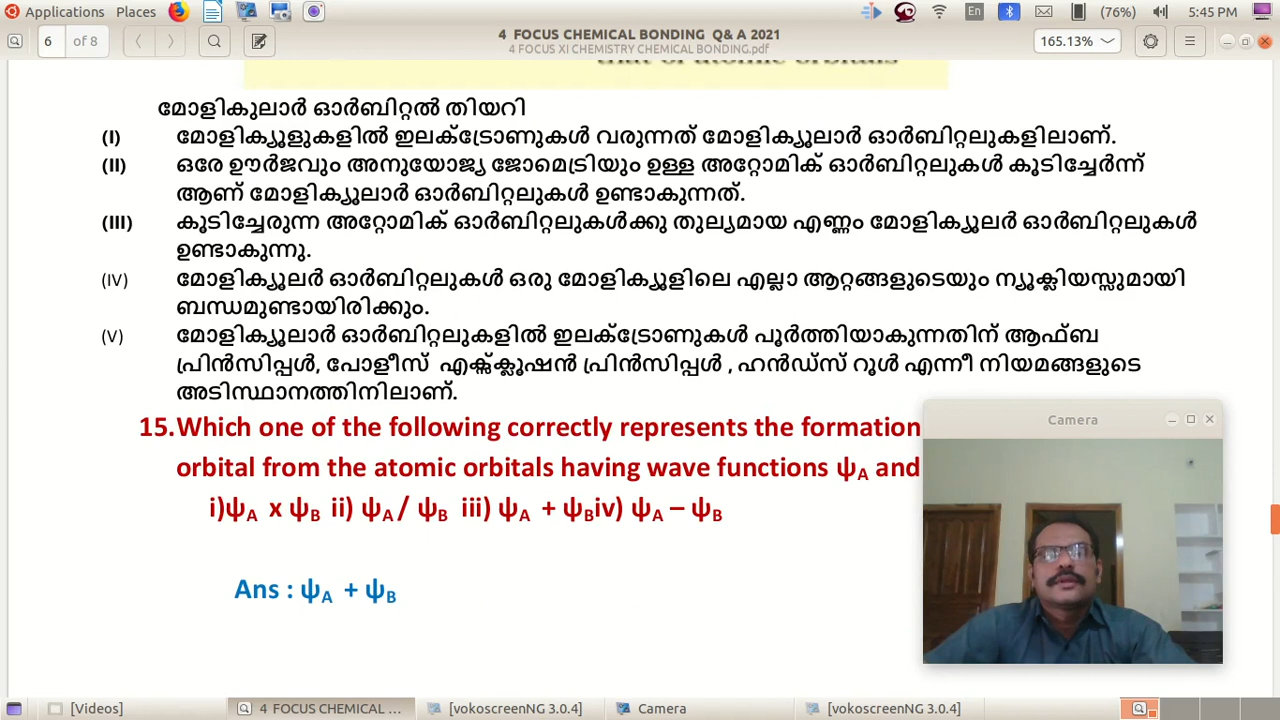 Applications Places En (76%) 5:45 PM
6 of 8
4 FOCUS CHEMICAL BONDING Q& A 2021
4 FOCUS XI CHEMISTRY CHEMICAL BONDING.pdf
165.13%
that of atomic orbitals
മോളികുലാർ ഓർബിറ്റൽ തിയറി
(I) മോളിക്യൂളുകളിൽ ഇലക്ട്രോണുകൾ വരുന്നത് മോളിക്യൂലാർ ഓർബിറ്റലുകളിലാണ്.
(II) ഒരേ ഊർജവും അനുയോജ്യ ജോമെട്രിയും ഉള്ള അറ്റോമിക് ഓർബിറ്റലുകൾ കൂടിച്ചേർന്ന്
ആണ് മോളിക്യൂലാർ ഓർബിറ്റലുകൾ ഉണ്ടാകുന്നത്.
(III) കൂടിച്ചേരുന്ന അറ്റോമിക് ഓർബിറ്റലുകൾക്കു തുല്യമായ എണ്ണം മോളിക്യൂലർ ഓർബിറ്റലുകൾ
ഉണ്ടാകുന്നു.
(IV) മോളിക്യൂലർ ഓർബിറ്റലുകൾ ഒരു മോളിക്യൂളിലെ എല്ലാ ആറ്റങ്ങളുടെയും ന്യൂക്ലിയസ്സുമായി
ബന്ധമുണ്ടായിരിക്കും.
(V) മോളിക്യൂലാർ ഓർബിറ്റലുകളിൽ ഇലക്ട്രോണുകൾ പൂർത്തിയാകുന്നതിന് ആഫ്ബ
പ്രിൻസിപ്പൾ, പോളീസ് എക്സ്ക്ലൂഷൻ പ്രിൻസിപ്പൾ , ഹൻഡ്സ് റൂൾ എന്നീ നിയമങ്ങളുടെ
അടിസ്ഥാനത്തിനിലാണ്.
15.Which one of the following correctly represents the formation
orbital from the atomic orbitals having wave functions ψA and
i)ψA x ψB ii) ψA / ψB iii) ψA + ψBiv) ψA – ψB
Ans : ψA + ψB
Camera
[Videos] 4 FOCUS CHEMICAL ... [vokoscreenNG 3.0.4] Camera [vokoscreenNG 3.0.4]